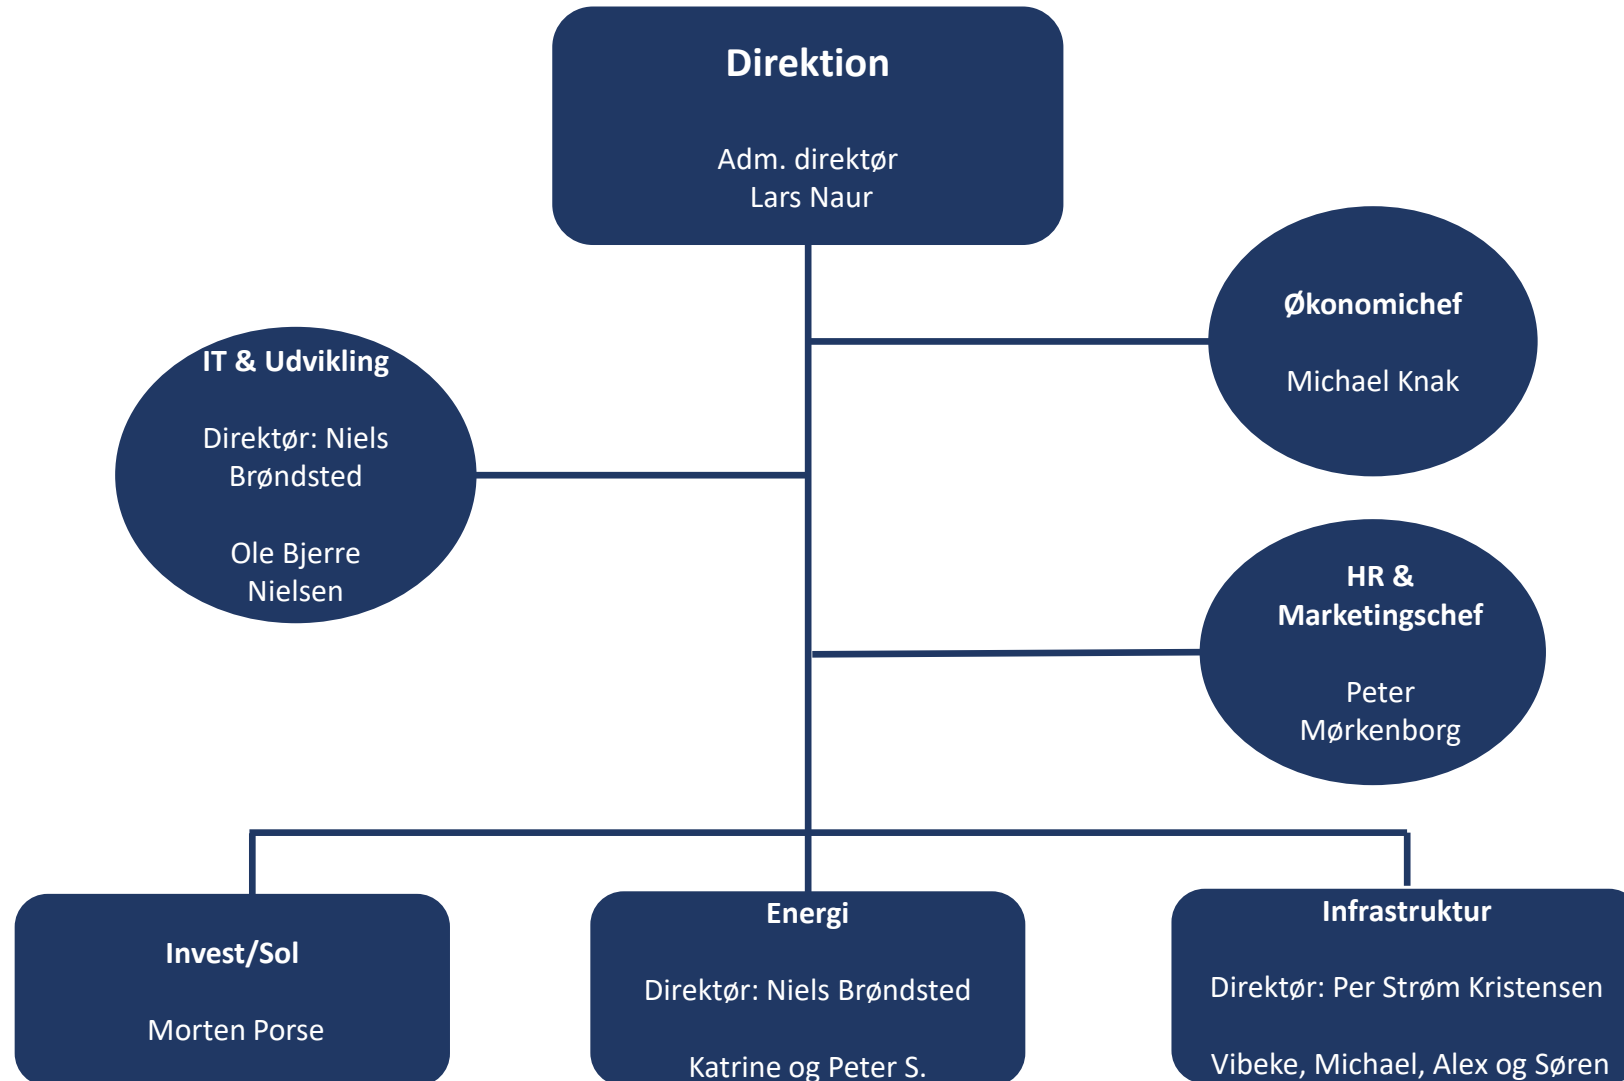 Direktion
Adm. direktør
Lars Naur
Økonomichef
Michael Knak
IT & Udvikling
Direktør: Niels
Brøndsted
Ole Bjerre
Nielsen
HR &
Marketingschef
Peter
Mørkenborg
Invest/Sol
Morten Porse
Energi
Direktør: Niels Brøndsted
Katrine og Peter S.
Infrastruktur
Direktør: Per Strøm Kristensen
Vibeke, Michael, Alex og Søren